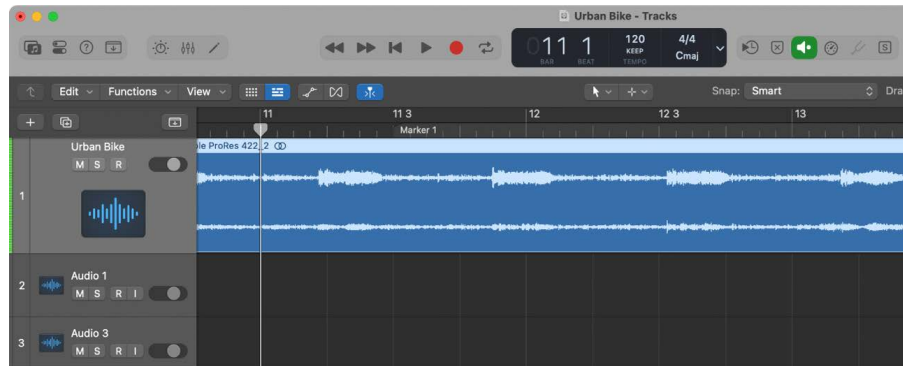 Urban Bike - Tracks
011 1
BAR BEAT
120
KEEP
TEMPO
4/4
Cmaj
S
Edit Functions View
Snap: Smart
Dra
11 11 3 12 12 3 13
Marker 1
1
Urban Bike
M S R
ple ProRes 422_2
2
Audio 1
M S R I
3
Audio 3
M S R I